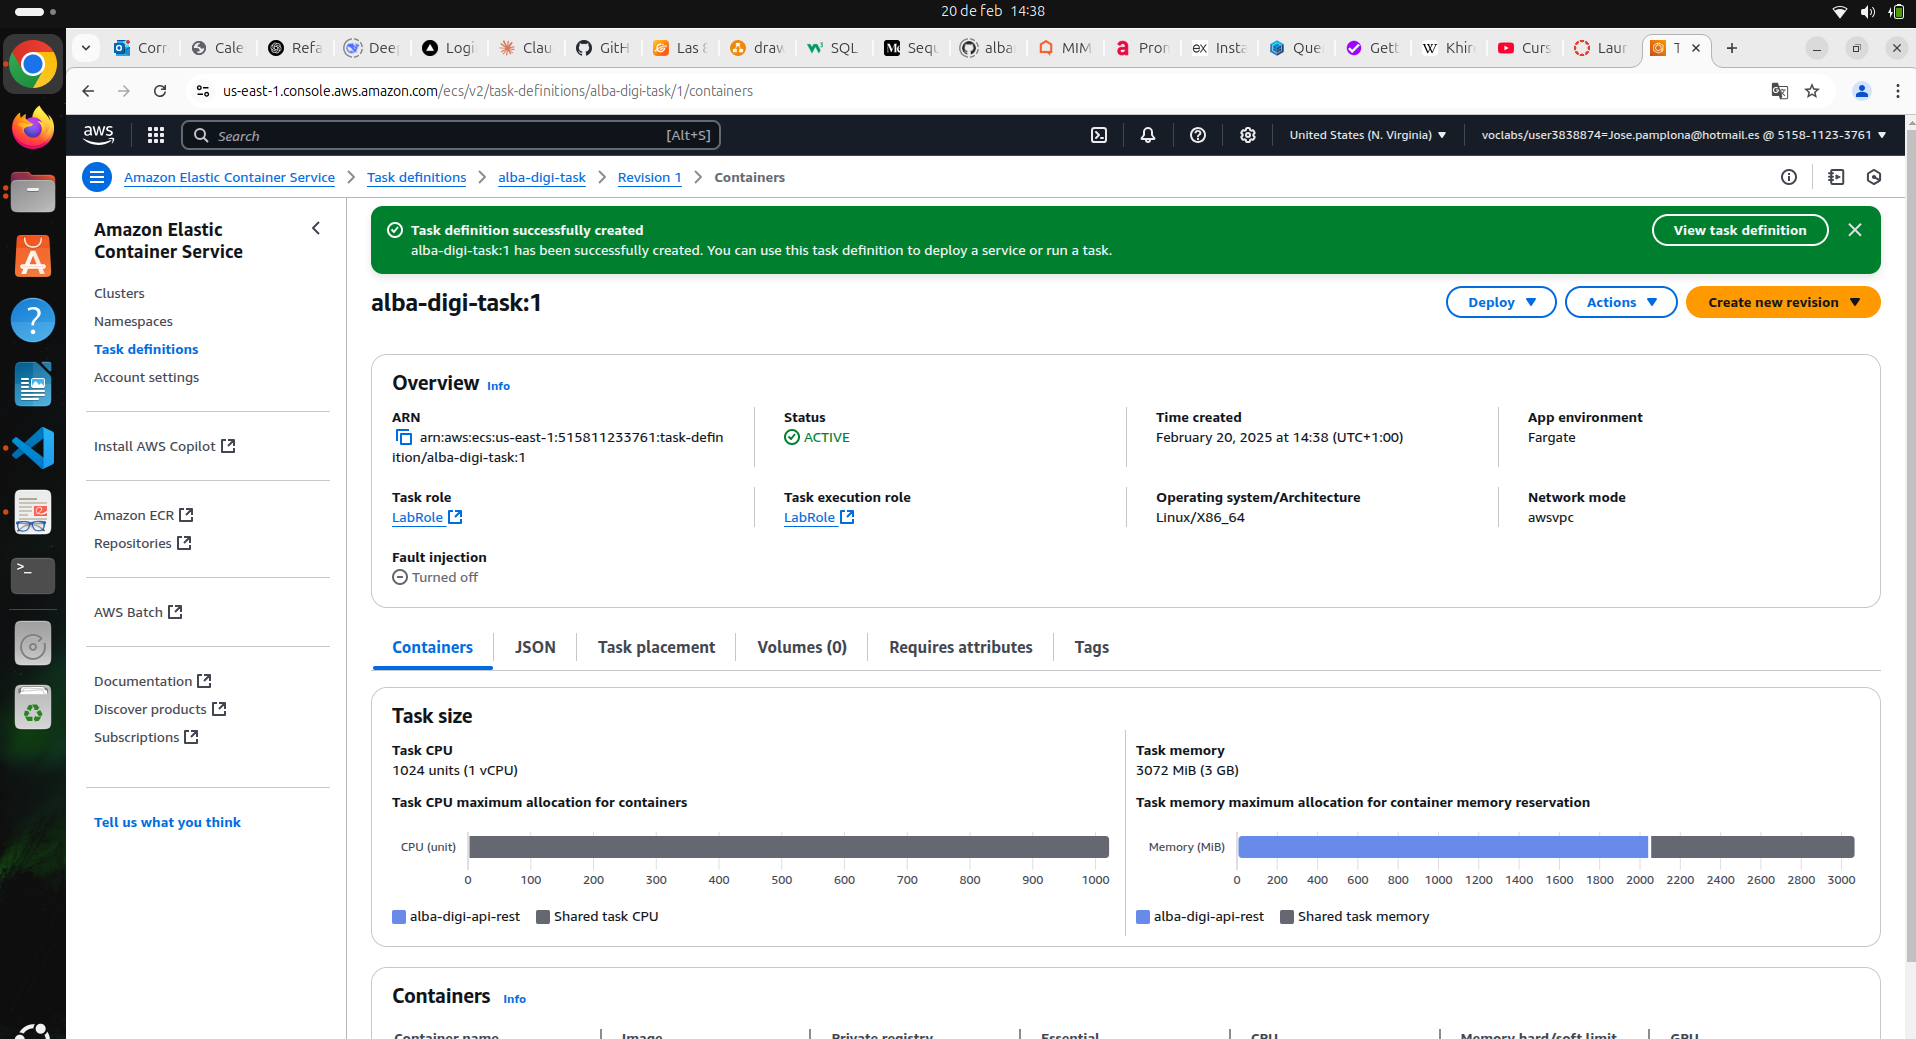 20 de feb 14:38
Corr
Cale
Refa
Deep
Logi
Clau
GitH
Las 8
draw
SQL
Sequ
alba
MIM
Pron
ex Insta
Que
Gett
W Khir
Curs
Laur
T
us-east-1.console.aws.amazon.com/ecs/v2/task-definitions/alba-digi-task/1/containers
aws
Search
[Alt+S]
United States (N. Virginia)
voclabs/user3838874=Jose.pamplona@hotmail.es @ 5158-1123-3761
Amazon Elastic Container Service
Task definitions
alba-digi-task
Revision 1
Containers
Amazon Elastic
Container Service
Clusters
Namespaces
Task definitions
Account settings
Install AWS Copilot
Amazon ECR
Repositories
AWS Batch
Documentation
Discover products
Subscriptions
Tell us what you think
Task definition successfully created
alba-digi-task:1 has been successfully created. You can use this task definition to deploy a service or run a task.
View task definition
alba-digi-task:1
Deploy
Actions
Create new revision
Overview Info
ARN
arn:aws:ecs:us-east-1:515811233761:task-defin
ition/alba-digi-task:1
Status
ACTIVE
Time created
February 20, 2025 at 14:38 (UTC+1:00)
App environment
Fargate
Task role
LabRole
Task execution role
LabRole
Operating system/Architecture
Linux/X86_64
Network mode
awsvpc
Fault injection
Turned off
Containers
JSON
Task placement
Volumes (0)
Requires attributes
Tags
Task size
Task CPU
1024 units (1 vCPU)
Task CPU maximum allocation for containers
CPU (unit)
0 100 200 300 400 500 600 700 800 900 1000
alba-digi-api-rest
Shared task CPU
Task memory
3072 MiB (3 GB)
Task memory maximum allocation for container memory reservation
Memory (MiB)
0 200 400 600 800 1000 1200 1400 1600 1800 2000 2200 2400 2600 2800 3000
alba-digi-api-rest
Shared task memory
Containers Info
Container name
Image
Private registry
Essential
CPU
Memory hard/soft limit
GPU